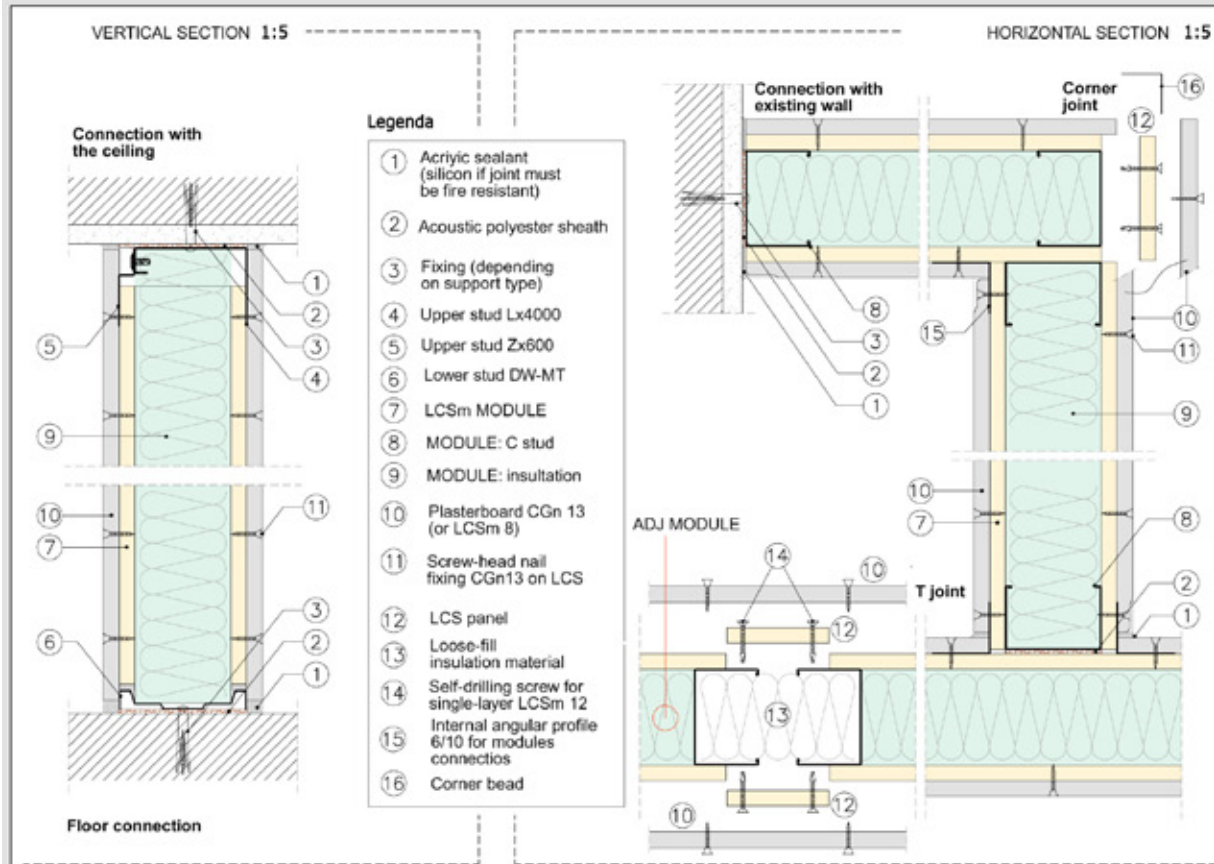 VERTICAL SECTION 1:5
Connection with
the ceiling
1
2
3
4
5
9
10
7
11
6
3
2
1
Floor connection
Legenda
1 Acriyic sealant
(silicon if joint must
be fire resistant)
2 Acoustic polyester sheath
3 Fixing (depending
on support type)
4 Upper stud Lx4000
5 Upper stud Zx600
6 Lower stud DW-MT
7 LCSm MODULE
8 MODULE: C stud
9 MODULE: insultation
10 Plasterboard CGn 13
(or LCSm 8)
11 Screw-head nail
fixing CGn13 on LCS
12 LCS panel
13 Loose-fill
insulation material
14 Self-drilling screw for
single-layer LCSm 12
15 Internal angular profile
6/10 for modules
connectios
16 Corner bead
HORIZONTAL SECTION 1:5
Connection with
existing wall
Corner
joint
16
12
8
3
2
1
15
10
11
9
10
7
8
2
1
ADJ MODULE
14
10
T joint
12
13
12
10